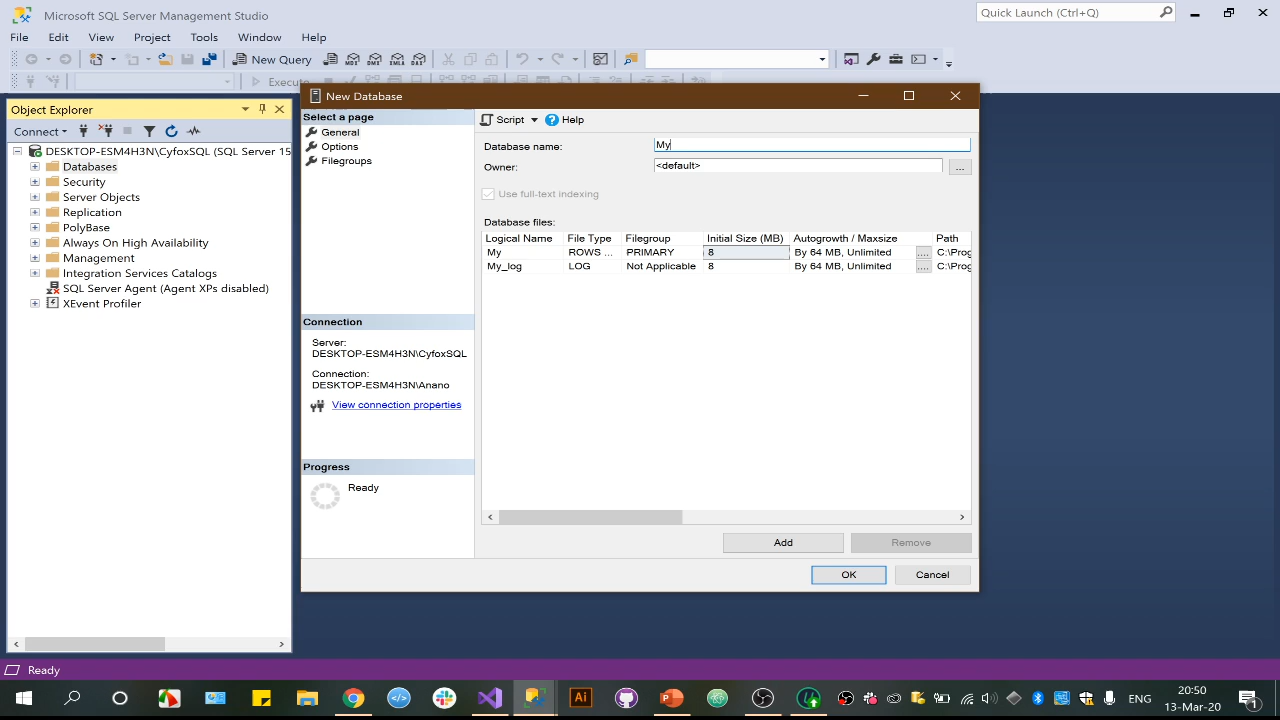 Microsoft SQL Server Management Studio
Quick Launch (Ctrl+Q)
File Edit View Project Tools Window Help
New Query
Execute
Object Explorer
Connect
DESKTOP-ESM4H3N\CyfoxSQL (SQL Server 15
Databases
Security
Server Objects
Replication
PolyBase
Always On High Availability
Management
Integration Services Catalogs
SQL Server Agent (Agent XPs disabled)
XEvent Profiler
New Database
Select a page
General
Options
Filegroups
Connection
Server:
DESKTOP-ESM4H3N\CyfoxSQL
Connection:
DESKTOP-ESM4H3N\Anano
View connection properties
Progress
Ready
Script Help
Database name: My
Owner: <default> ...
Use full-text indexing
Database files:
Logical Name File Type Filegroup Initial Size (MB) Autogrowth / Maxsize Path
My ROWS ... PRIMARY 8 By 64 MB, Unlimited .... C:\Prog
My_log LOG Not Applicable 8 By 64 MB, Unlimited .... C:\Prog
Add Remove
OK Cancel
Ready
Ai
ENG
20:50
13-Mar-20
1